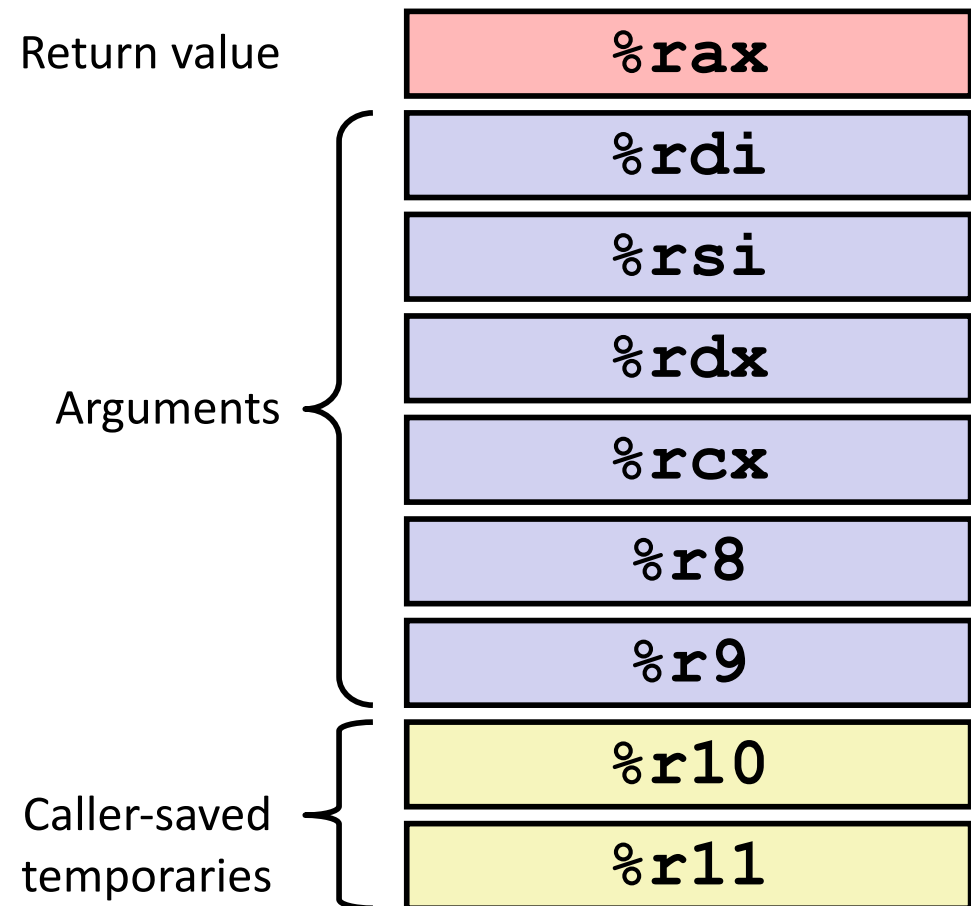 Return value
%rax
%rdi
%rsi
%rdx
Arguments
%rcx
%r8
%r9
%r10
Caller-saved
temporaries
%r11